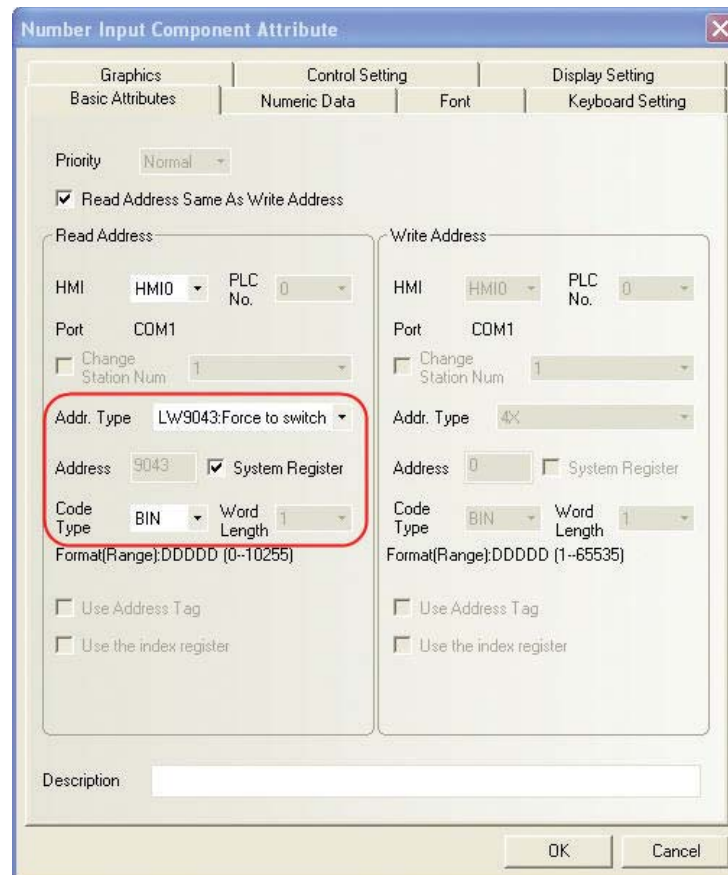 Number Input Component Attribute
Graphics Control Setting Display Setting
Basic Attributes Numeric Data Font Keyboard Setting
Priority Normal
Read Address Same As Write Address
Read Address
HMI HMI0 PLC No. 0
Port COM1
Change Station Num 1
Addr. Type LW9043:Force to switch
Address 9043 System Register
Code Type BIN Word Length 1
Format(Range):DDDDD (0--10255)
Use Address Tag
Use the index register
Write Address
HMI HMI0 PLC No. 0
Port COM1
Change Station Num 1
Addr. Type 4X
Address 0 System Register
Code Type BIN Word Length 1
Format(Range):DDDDD (1--65535)
Use Address Tag
Use the index register
Description
OK Cancel